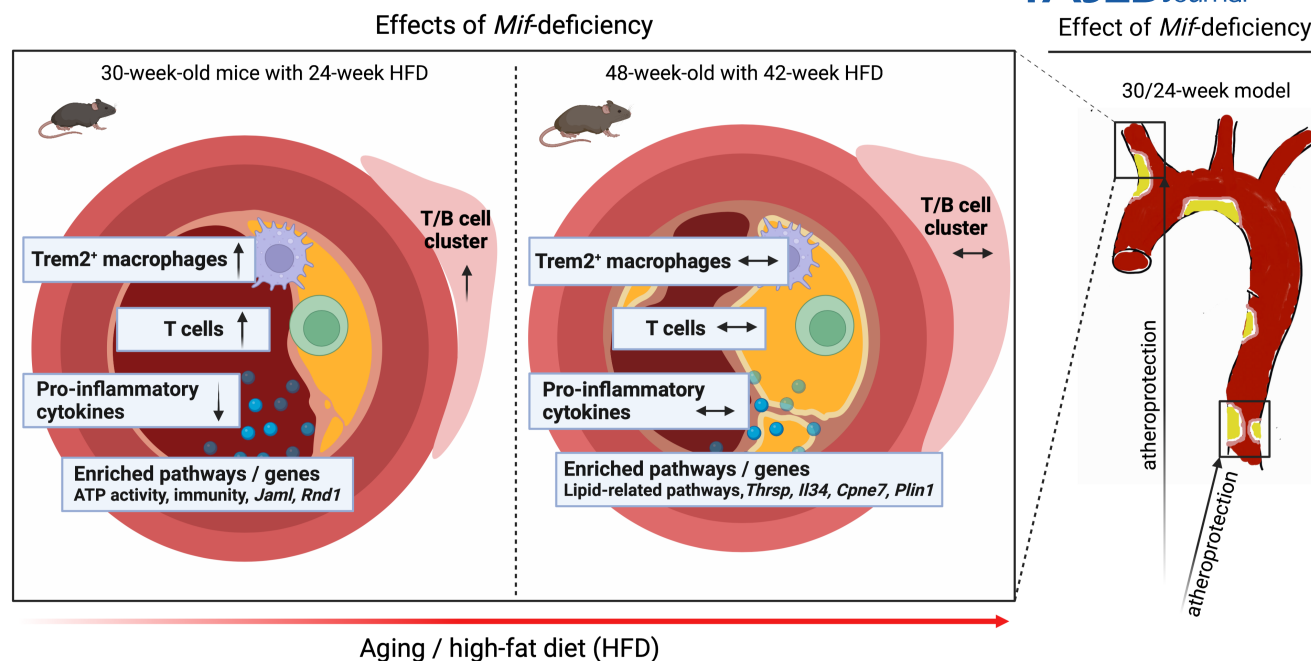 Journal
Effects of Mif-deficiency
Effect of Mif-deficiency
30-week-old mice with 24-week HFD
48-week-old with 42-week HFD
30/24-week model
T/B cell
cluster
T/B cell
cluster
Trem2⁺ macrophages
Trem2⁺ macrophages
T cells
T cells
Pro-inflammatory
cytokines
Pro-inflammatory
cytokines
Enriched pathways / genes
ATP activity, immunity, Jaml, Rnd1
Enriched pathways / genes
Lipid-related pathways, Thrsp, Il34, Cpne7, Plin1
atheroprotection
atheroprotection
Aging / high-fat diet (HFD)